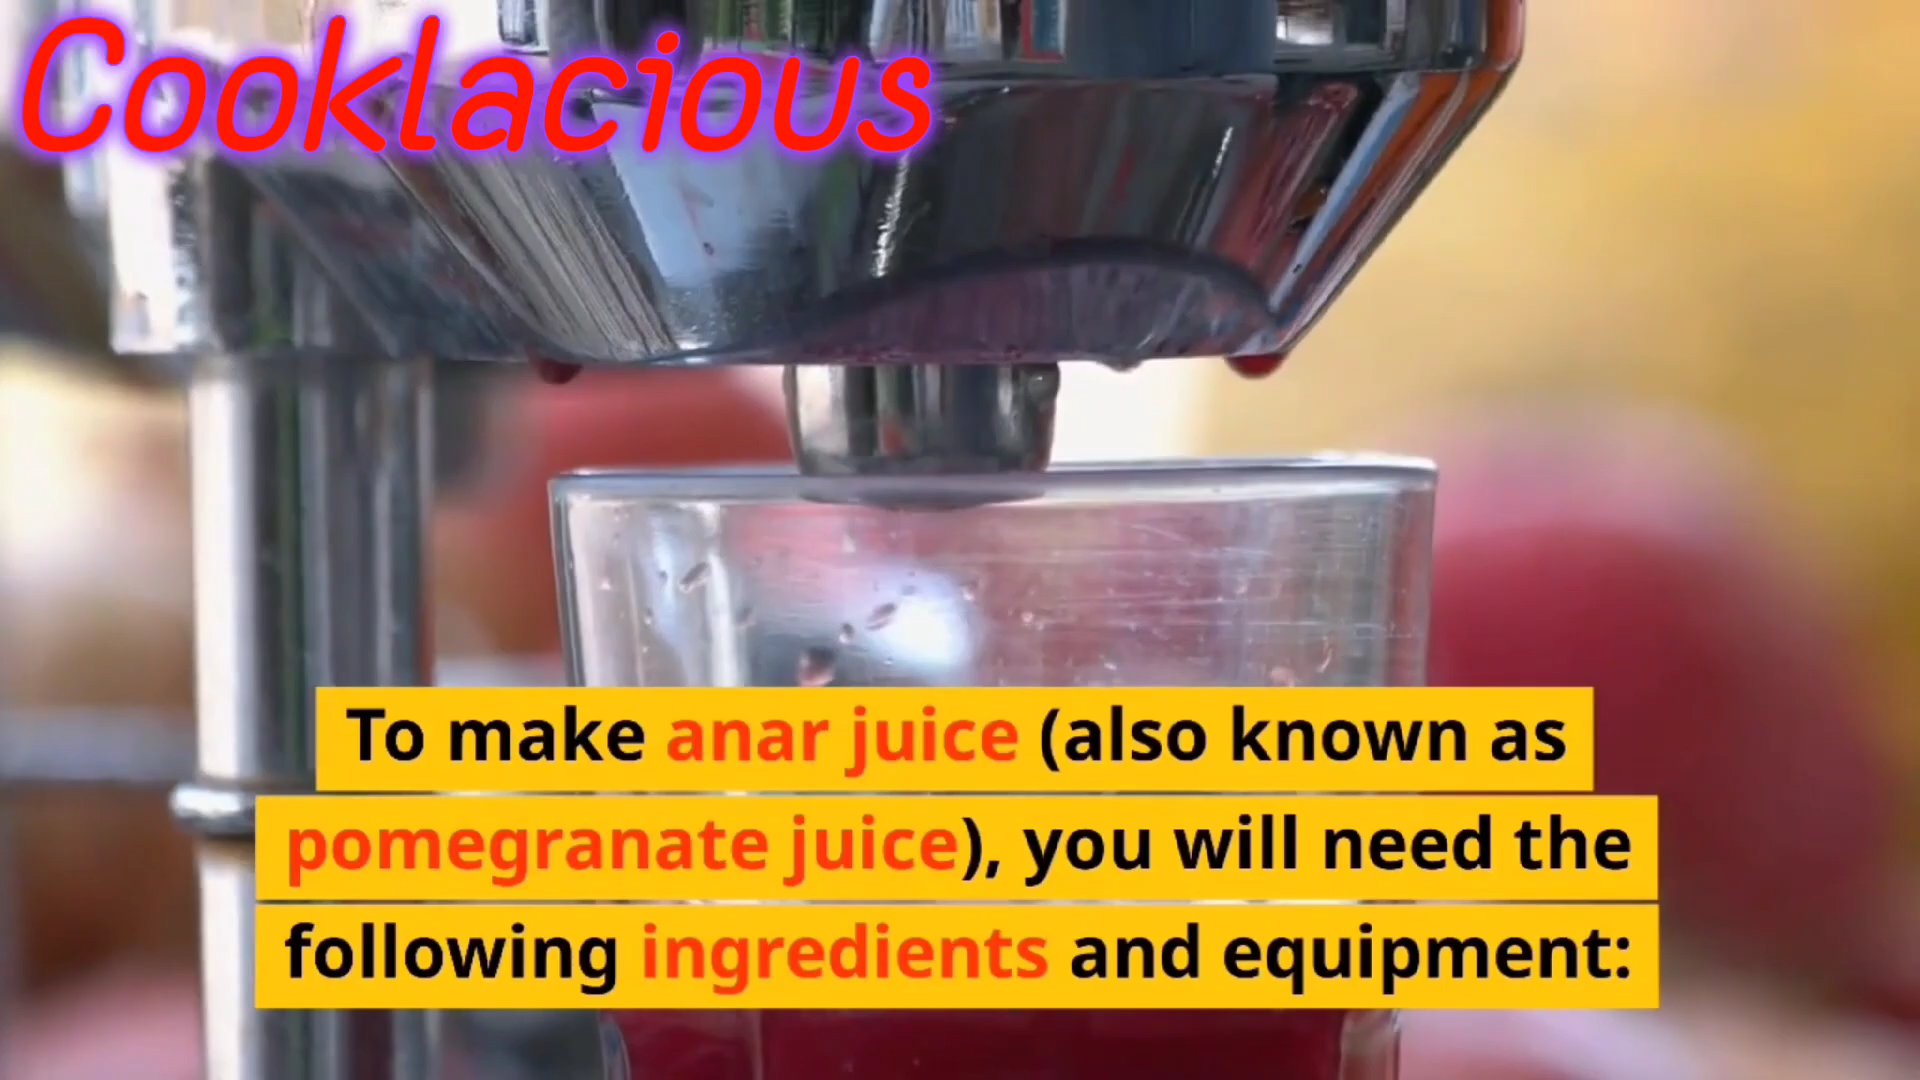 Cooklacious
To make anar juice (also known as
pomegranate juice), you will need the
following ingredients and equipment: